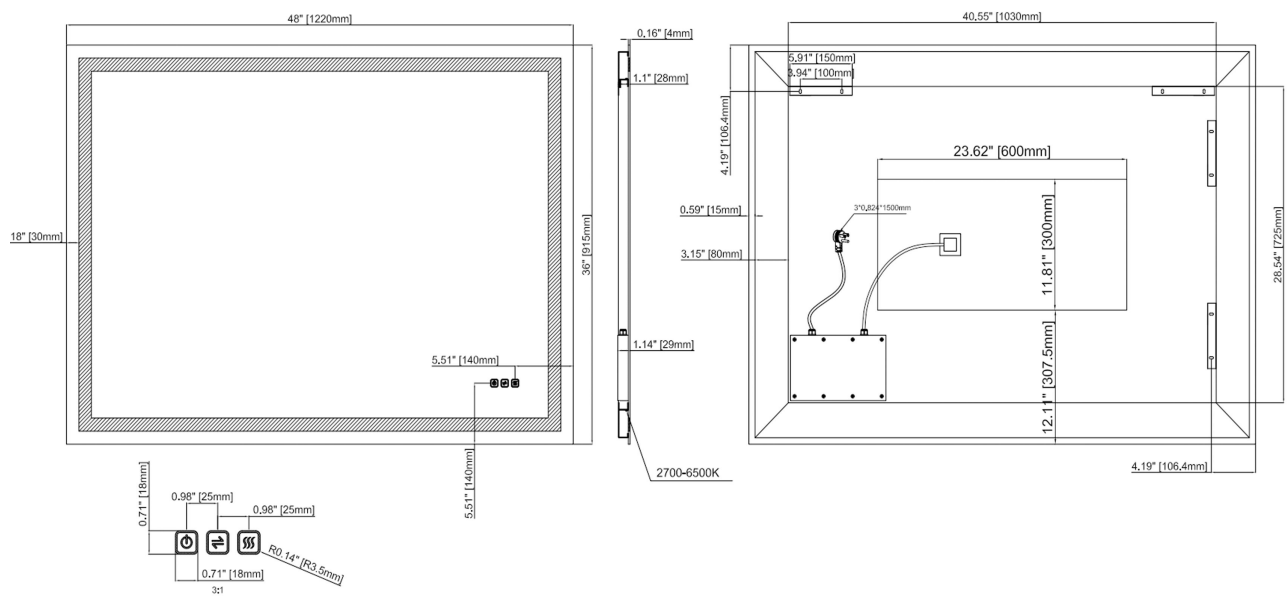 48" [1220mm]
18" [30mm]
36" [915mm]
5.51" [140mm]
5.51" [140mm]
0.16" [4mm]
1.1" [28mm]
1.14" [29mm]
2700-6500K
40.55" [1030mm]
5.91" [150mm]
3.94" [100mm]
4.19" [106.4mm]
0.59" [15mm]
3.15" [80mm]
23.62" [600mm]
3*0.824*1500mm
11.81" [300mm]
12.11" [307.5mm]
28.54" [725mm]
4.19" [106.4mm]
0.71" [18mm]
0.98" [25mm]
0.98" [25mm]
R0.14" [R3.5mm]
0.71" [18mm]
3:1